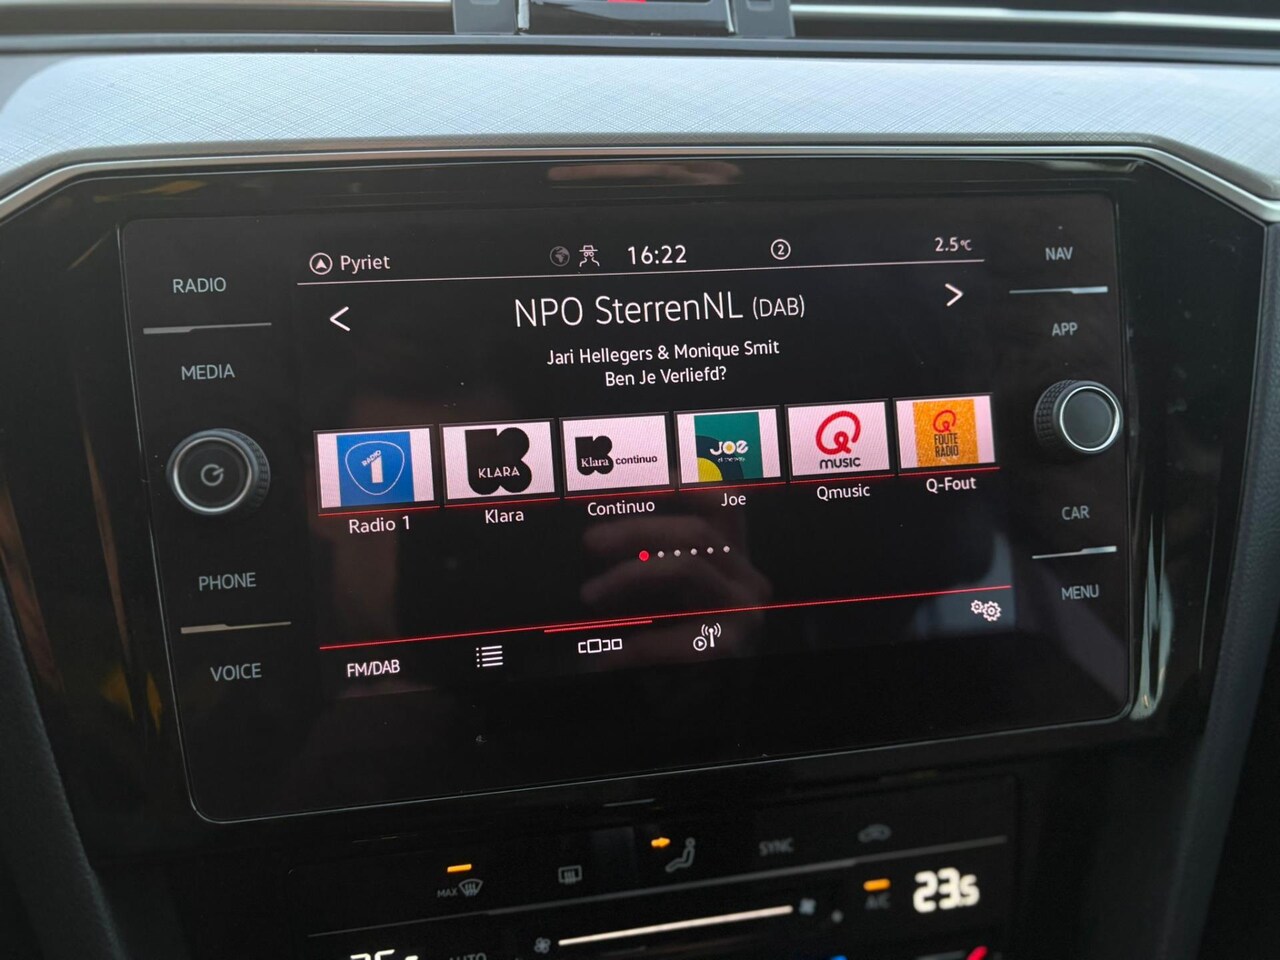 Pyriet
16:22
2
2.5°C
NPO SterrenNL (DAB)
Jari Hellegers & Monique Smit
Ben Je Verliefd?
RADIO
MEDIA
PHONE
VOICE
NAV
APP
CAR
MENU
RADIO 1
KLARA
Klara continuo
JOE
MUSIC
FOUTE
RADIO
Radio 1
Klara
Continuo
Joe
Qmusic
Q-Fout
FM/DAB
MAX
SYNC
A/C
23.5
AUTO